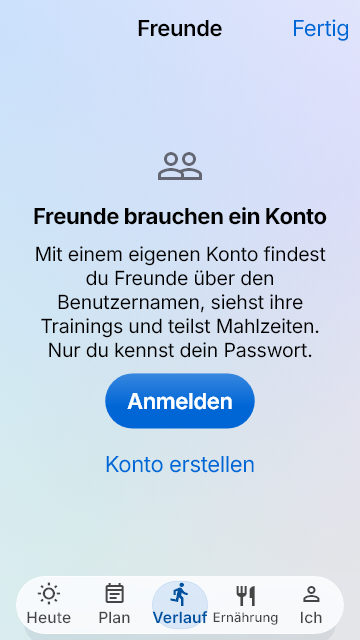 Freunde
Fertig
Freunde brauchen ein Konto
Mit einem eigenen Konto findest
du Freunde über den
Benutzernamen, siehst ihre
Trainings und teilst Mahlzeiten.
Nur du kennst dein Passwort.
Anmelden
Konto erstellen
Heute
Plan
Verlauf
Ernährung
Ich